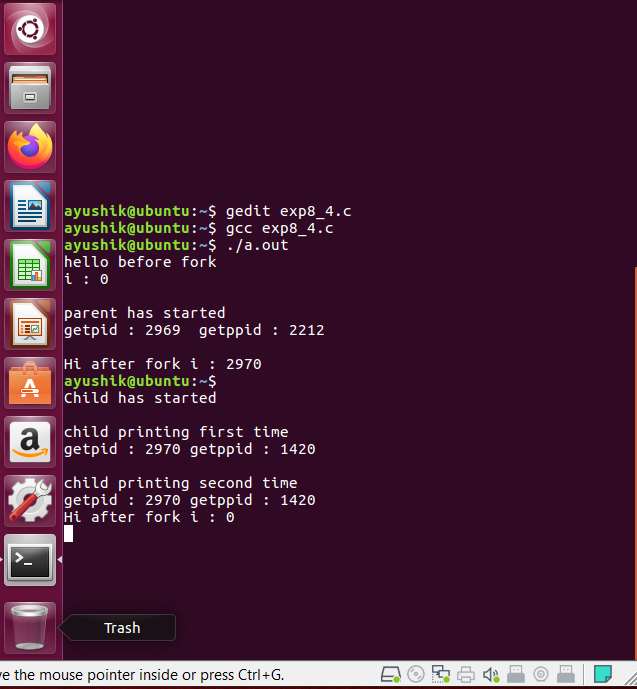 ayushik@ubuntu:~$ gedit exp8_4.c
ayushik@ubuntu:~$ gcc exp8_4.c
ayushik@ubuntu:~$ ./a.out
hello before fork
i : 0
parent has started
getpid : 2969  getppid : 2212
Hi after fork i : 2970
ayushik@ubuntu:~$
Child has started
child printing first time
getpid : 2970 getppid : 1420
child printing second time
getpid : 2970 getppid : 1420
Hi after fork i : 0
Trash
ve the mouse pointer inside or press Ctrl+G.